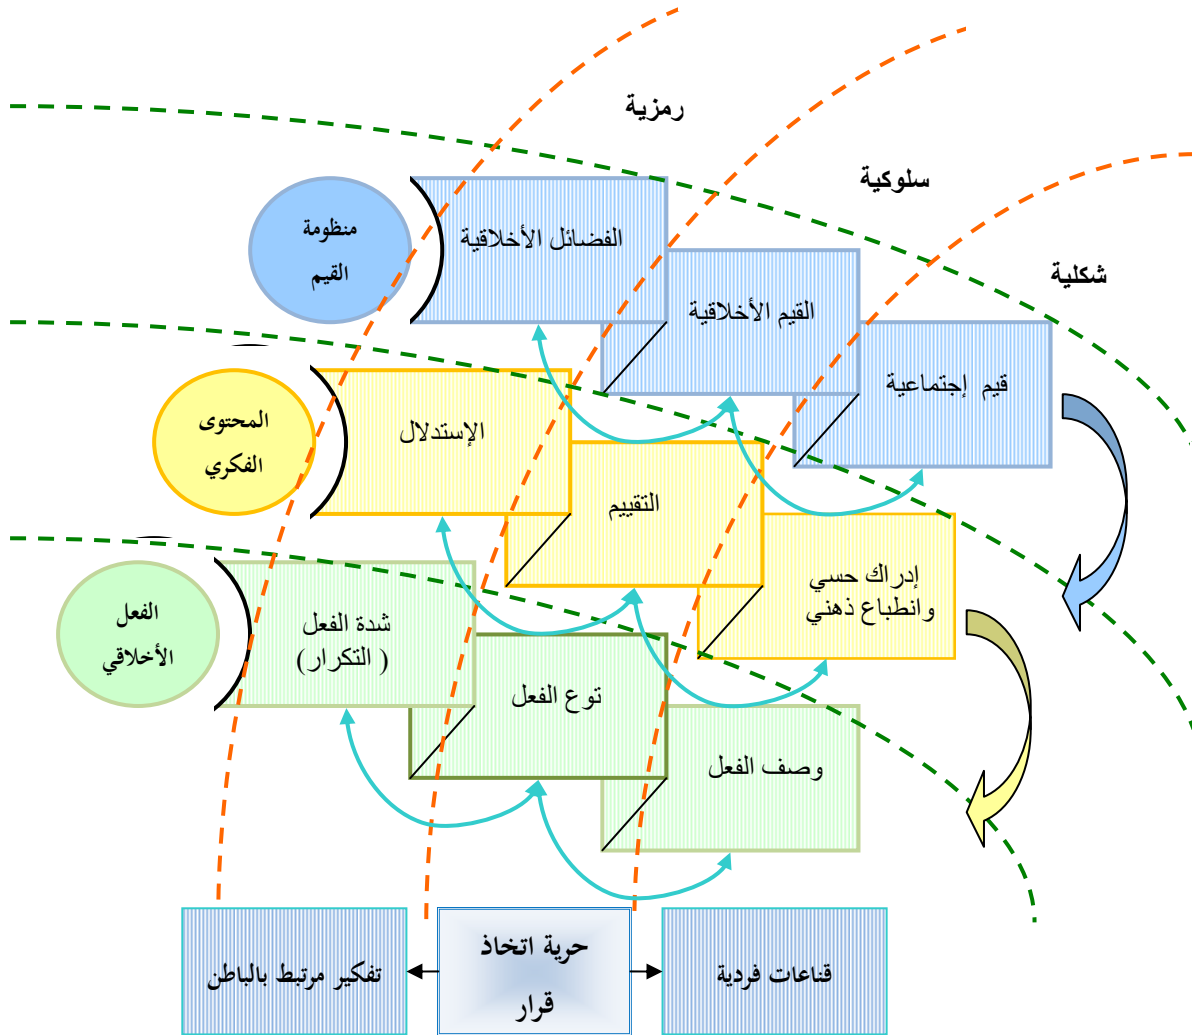 رمزية
سلوكية
شكلية
منظومة
القيم
الفضائل الأخلاقية
القيم الأخلاقية
قيم إجتماعية
المحتوى
الفكري
الإستدلال
التقييم
إدراك حسي
وانطباع ذهني
الفعل
الأخلاقي
شدة الفعل
( التكرار)
توع الفعل
وصف الفعل
قناعات فردية
حرية اتخاذ
قرار
تفكير مرتبط بالباطن